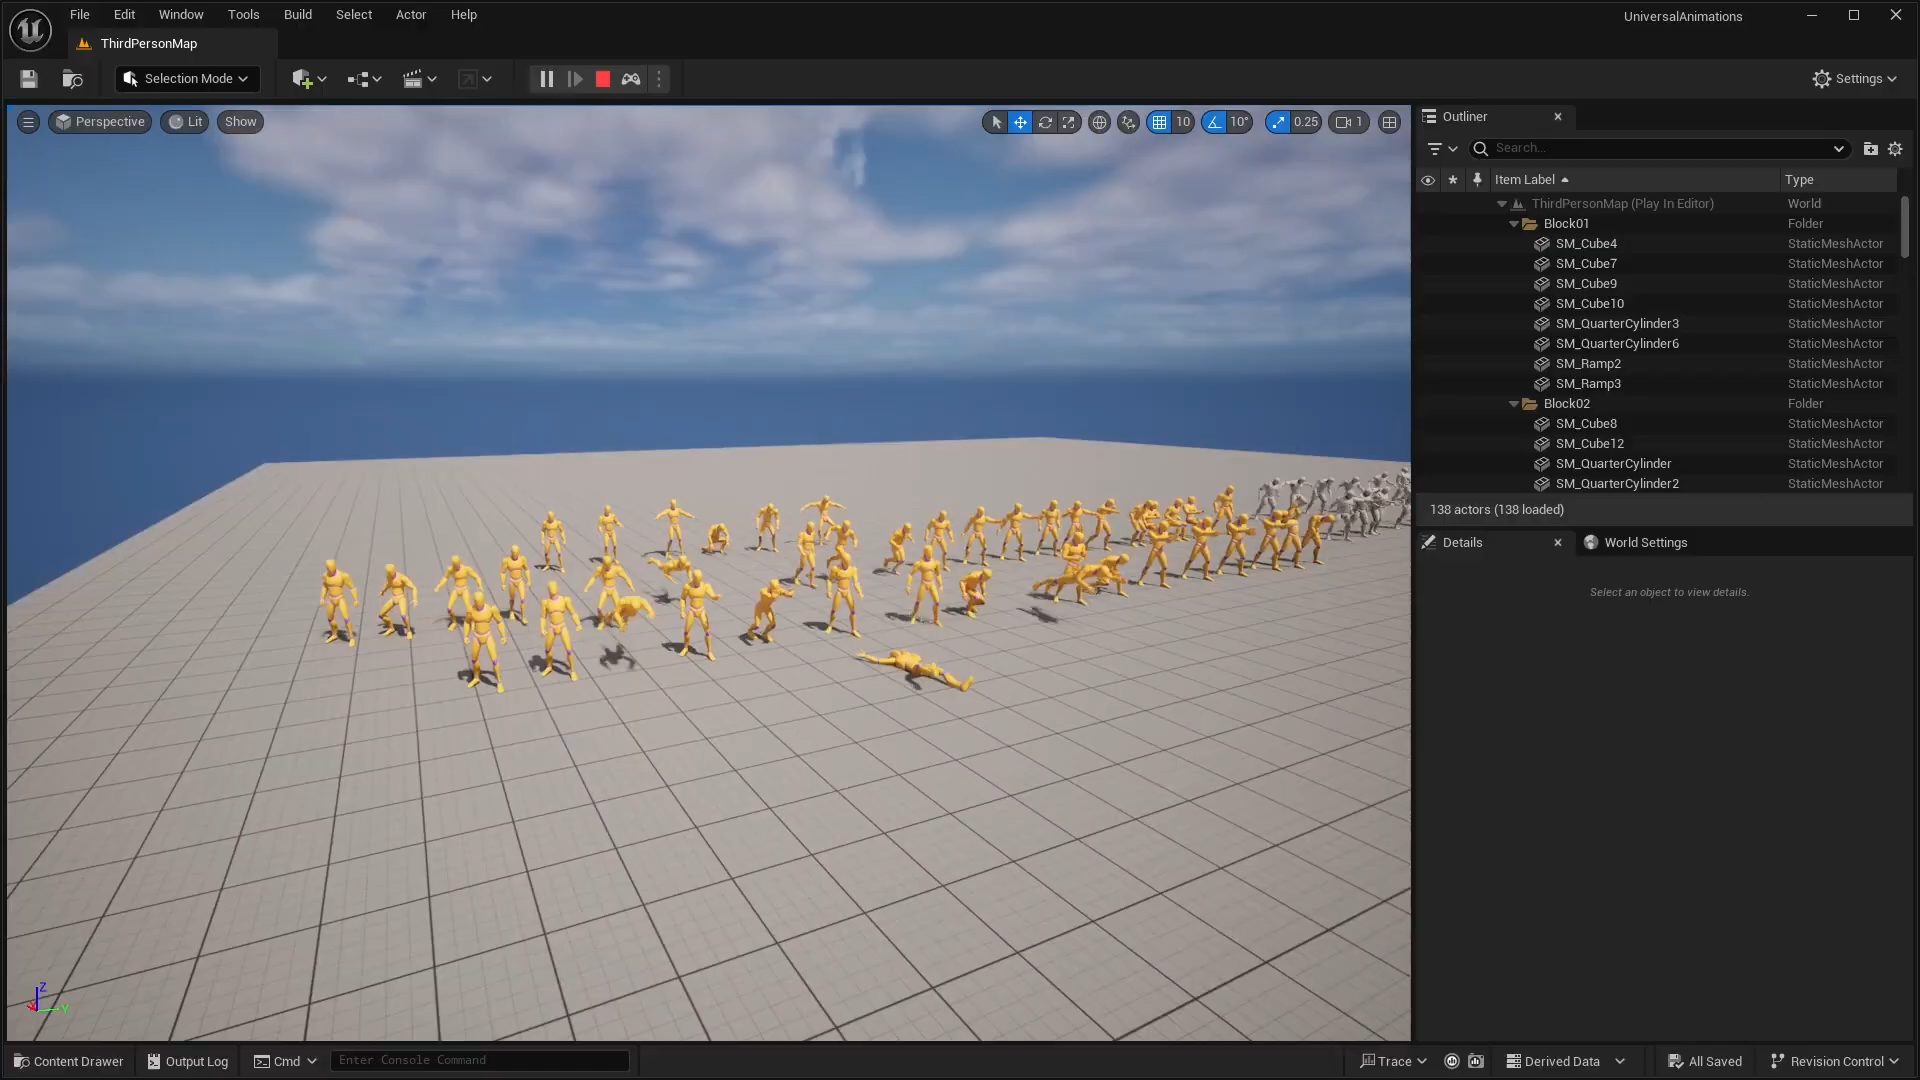 File Edit Window Tools Build Select Actor Help
UniversalAnimations
ThirdPersonMap
Selection Mode
Settings
Perspective Lit Show
10 10° 0.25 1
Outliner
Search...
Item Label Type
ThirdPersonMap (Play In Editor) World
Block01 Folder
SM_Cube4 StaticMeshActor
SM_Cube7 StaticMeshActor
SM_Cube9 StaticMeshActor
SM_Cube10 StaticMeshActor
SM_QuarterCylinder3 StaticMeshActor
SM_QuarterCylinder6 StaticMeshActor
SM_Ramp2 StaticMeshActor
SM_Ramp3 StaticMeshActor
Block02 Folder
SM_Cube8 StaticMeshActor
SM_Cube12 StaticMeshActor
SM_QuarterCylinder StaticMeshActor
SM_QuarterCylinder2 StaticMeshActor
138 actors (138 loaded)
Details World Settings
Select an object to view details.
Z
Y
Content Drawer Output Log Cmd Enter Console Command Trace Derived Data All Saved Revision Control